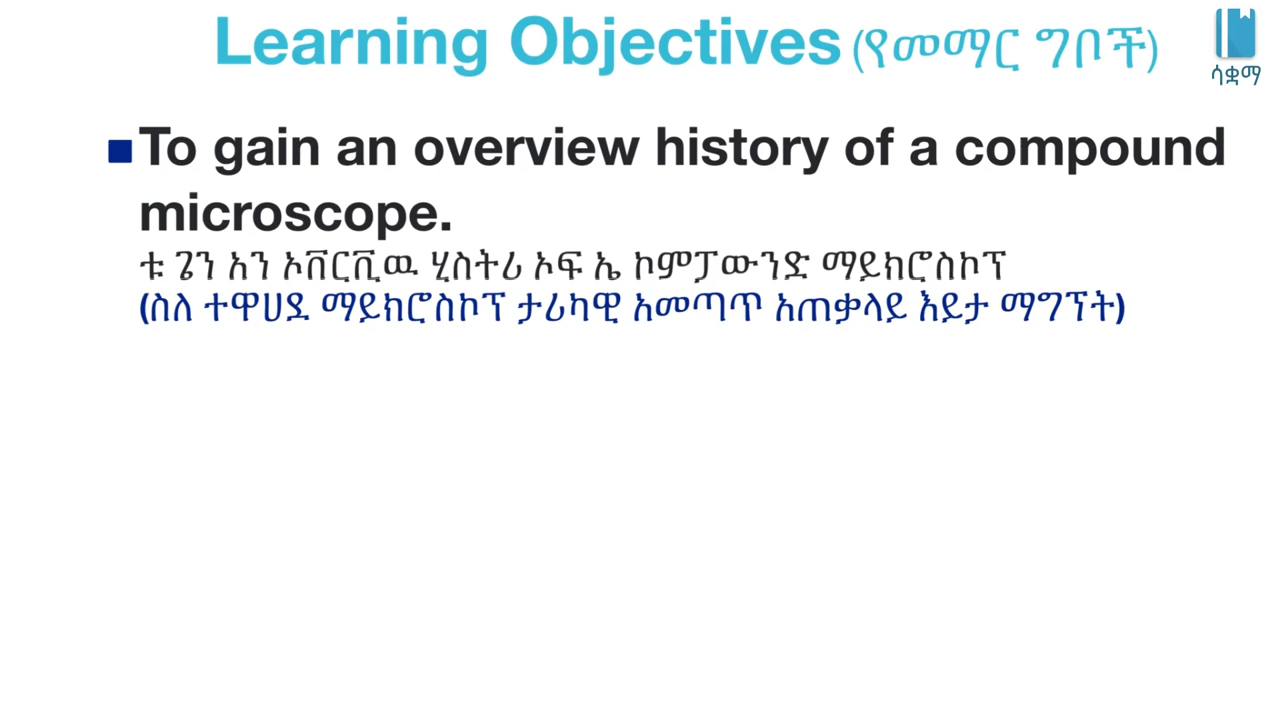 Learning Objectives (የመማር ግቦች)
ሳቋማ
To gain an overview history of a compound
microscope.
ቱ ጌን አን ኦቨርቪዉ ሂስትሪ ኦፍ ኤ ኮምፓውንድ ማይክሮስኮፕ
(ስለ ተዋሀደ ማይክሮስኮፕ ታሪካዊ አመጣጥ አጠቃላይ እይታ ማግኘት)